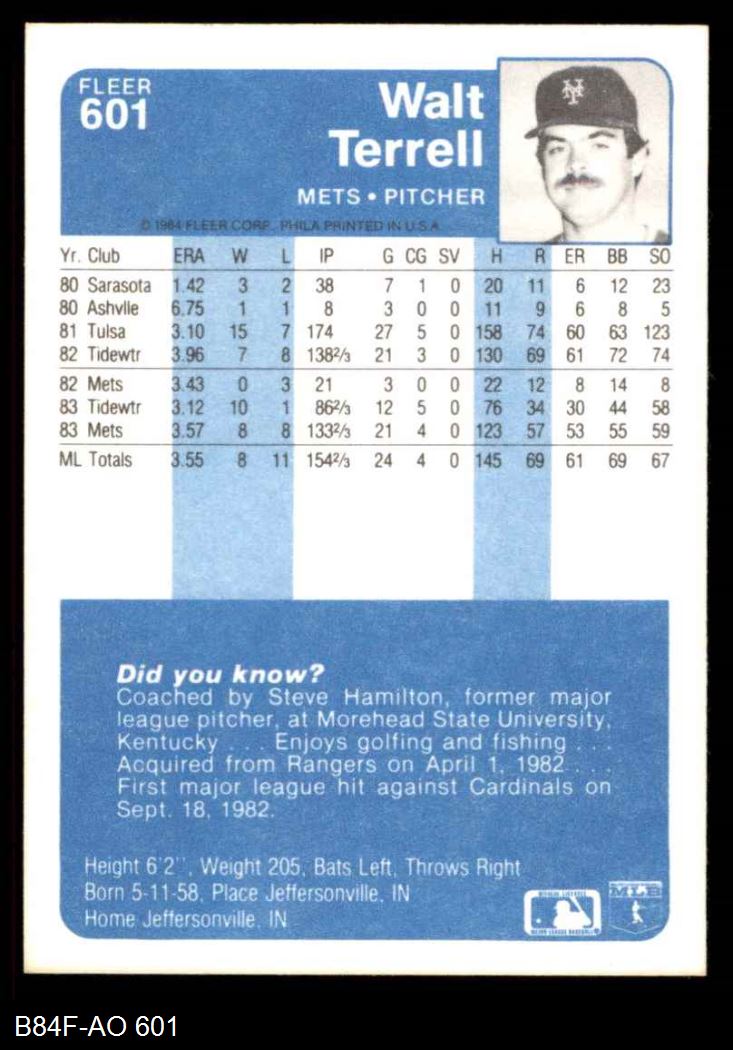 FLEER
601
Walt
Terrell
METS • PITCHER
© 1984 FLEER CORP. PHILA PRINTED IN U.S.A.
Yr. Club ERA W L IP G CG SV H R ER BB SO
80 Sarasota 1.42 3 2 38 7 1 0 20 11 6 12 23
80 Ashvlle 6.75 1 1 8 3 0 0 11 9 6 8 5
81 Tulsa 3.10 15 7 174 27 5 0 158 74 60 63 123
82 Tidewtr 3.96 7 8 138 2/3 21 3 0 130 69 61 72 74
82 Mets 3.43 0 3 21 3 0 0 22 12 8 14 8
83 Tidewtr 3.12 10 1 86 2/3 12 5 0 76 34 30 44 58
83 Mets 3.57 8 8 133 2/3 21 4 0 123 57 53 55 59
ML Totals 3.55 8 11 154 2/3 24 4 0 145 69 61 69 67
Did you know?
Coached by Steve Hamilton, former major
league pitcher, at Morehead State University,
Kentucky . . . Enjoys golfing and fishing . . .
Acquired from Rangers on April 1, 1982 . . .
First major league hit against Cardinals on
Sept. 18, 1982.
Height 6'2", Weight 205, Bats Left, Throws Right
Born 5-11-58, Place Jeffersonville, IN
Home Jeffersonville, IN
MLB
B84F-AO 601